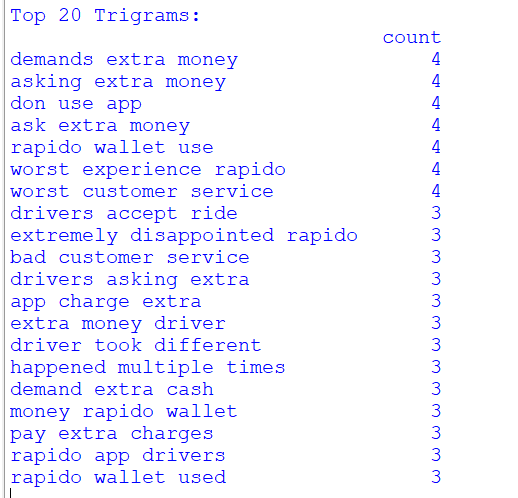 Top 20 Trigrams:
count
demands extra money 4
asking extra money 4
don use app 4
ask extra money 4
rapido wallet use 4
worst experience rapido 4
worst customer service 4
drivers accept ride 3
extremely disappointed rapido 3
bad customer service 3
drivers asking extra 3
app charge extra 3
extra money driver 3
driver took different 3
happened multiple times 3
demand extra cash 3
money rapido wallet 3
pay extra charges 3
rapido app drivers 3
rapido wallet used 3